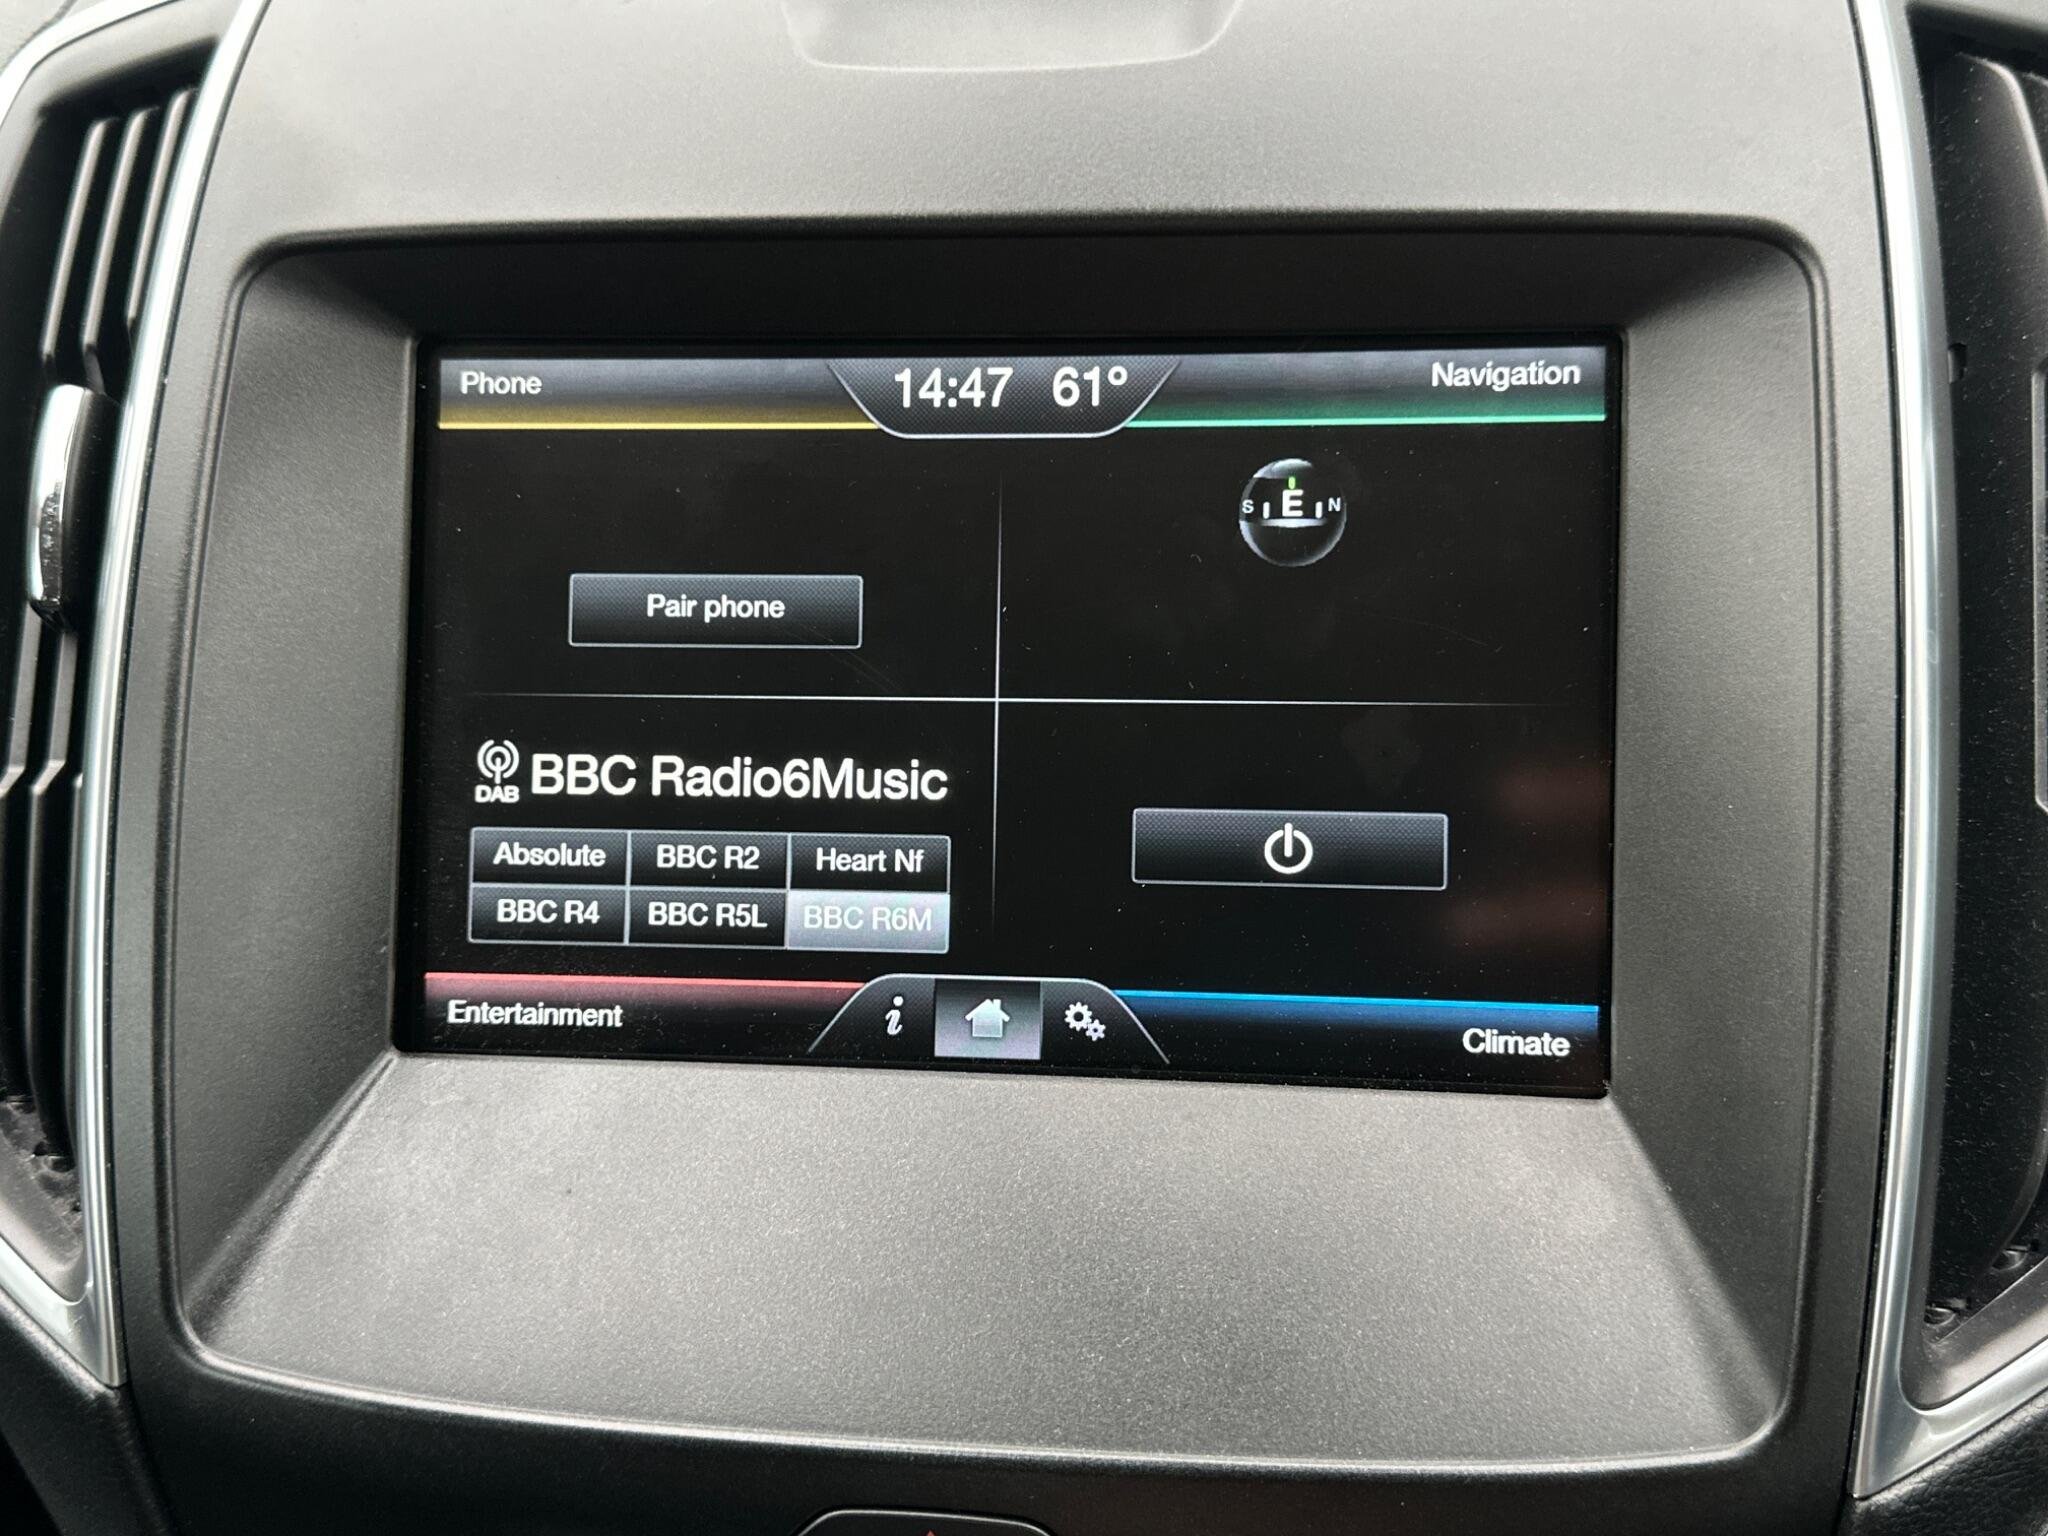 Phone
14:47 61°
Navigation
S E N
Pair phone
DAB
BBC Radio6Music
Absolute BBC R2 Heart Nf
BBC R4 BBC R5L BBC R6M
Entertainment
i
Climate